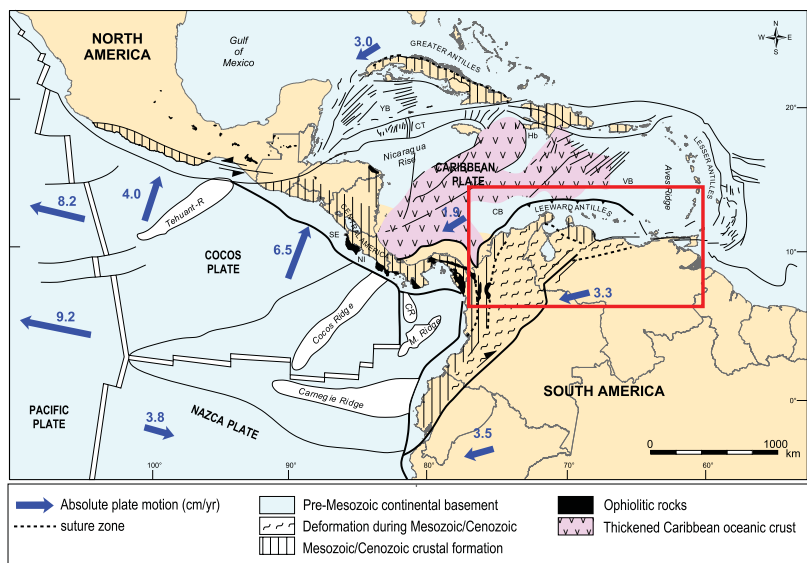 NORTH
AMERICA
Gulf
of
Mexico
3.0
GREATER ANTILLES
N
W E
S
20°
YB
CT
Hb
Nicaragua
Rise
CARIBBEAN
PLATE
Aves Ridge
LESSER ANTILLES
VB
8.2
4.0
Tehuant-R
1.9
CB
LEEWARD ANTILLES
CENTRAL AMERICA
SE
NI
COCOS
PLATE
6.5
10°
9.2
3.3
Cocos Ridge
CR
M. Ridge
Carnegie Ridge
SOUTH AMERICA
0°
PACIFIC
PLATE
3.8
NAZCA PLATE
3.5
0 1000
km
100° 90° 80° 70° 60°
Absolute plate motion (cm/yr)
suture zone
Pre-Mesozoic continental basement
Deformation during Mesozoic/Cenozoic
Mesozoic/Cenozoic crustal formation
Ophiolitic rocks
Thickened Caribbean oceanic crust